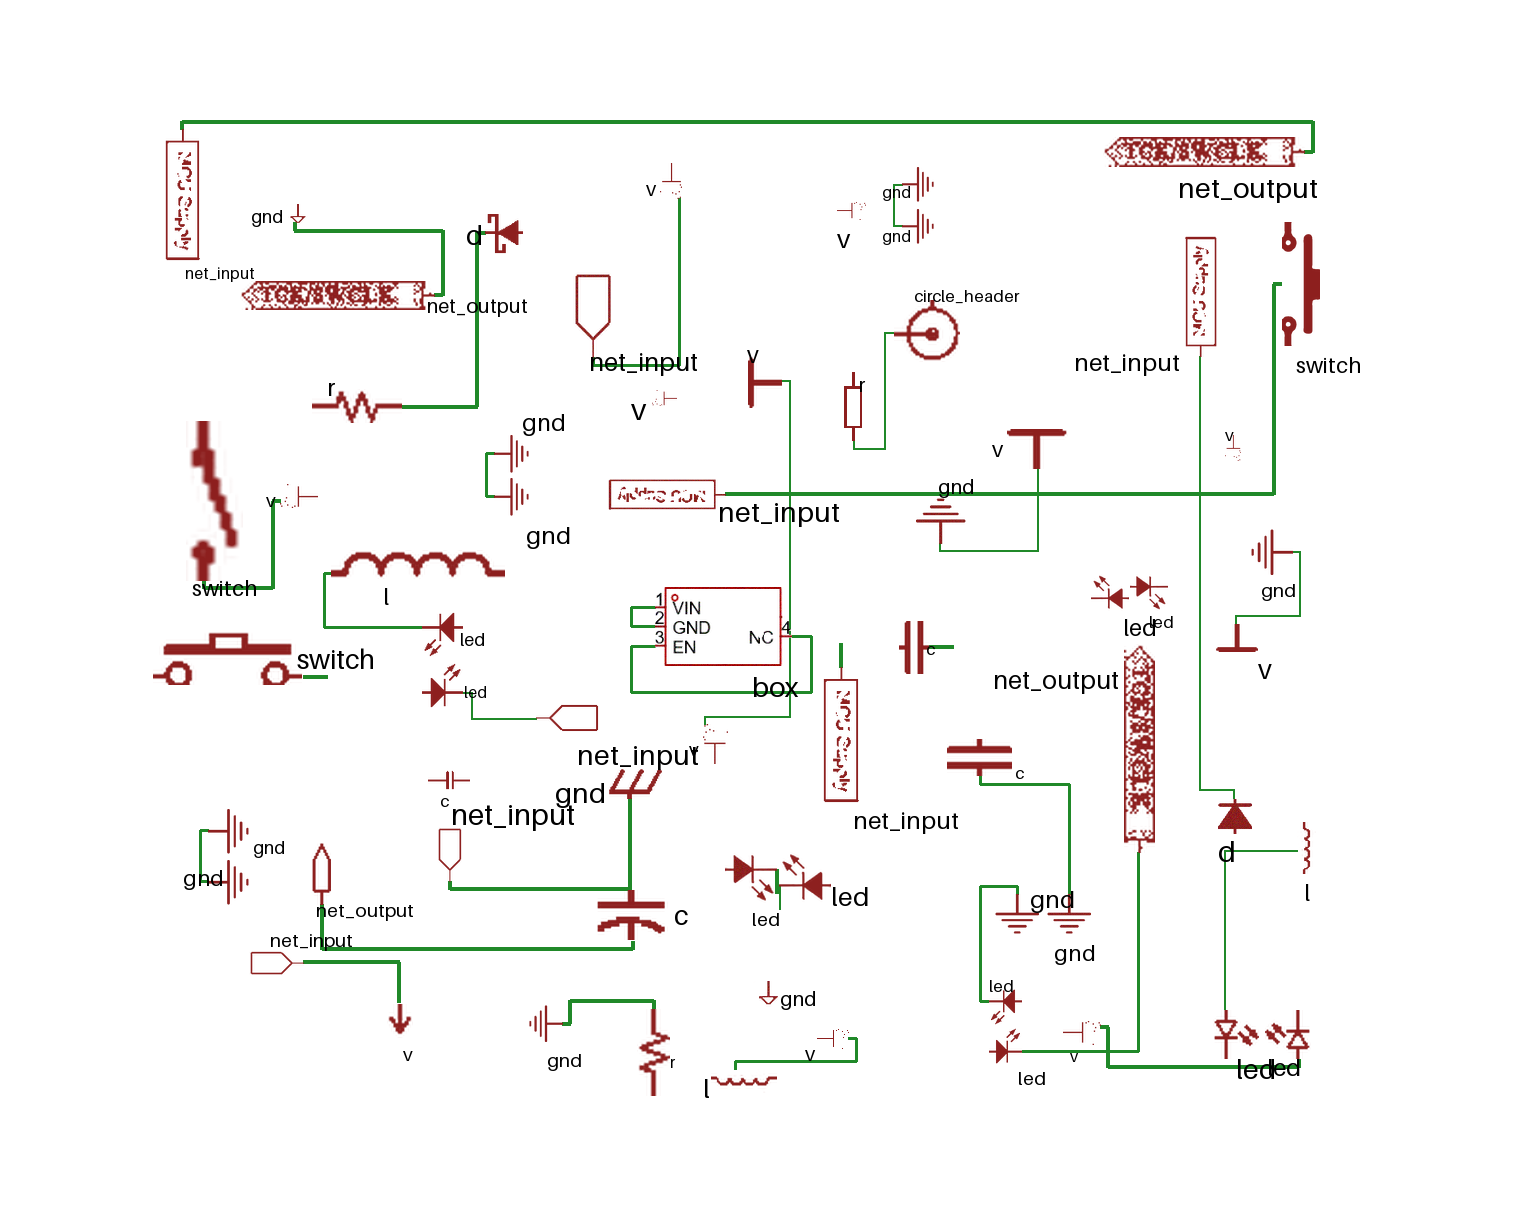 net_output
v
gnd
v
gnd
gnd
v
gnd
d
net_input
circle_header
net_output
net_input
v
net_input
switch
r
r
v
gnd
v
v
gnd
v
net_input
gnd
1
VIN
2
GND
4
3
NC
EN
switch
l
gnd
led
led
led
c
switch
v
net_output
box
led
net_input
v
gnd
c
c
net_input
net_input
gnd
d
gnd
led
l
gnd
net_output
c
led
net_input
gnd
led
gnd
v
v
v
gnd
r
led
led
led
l